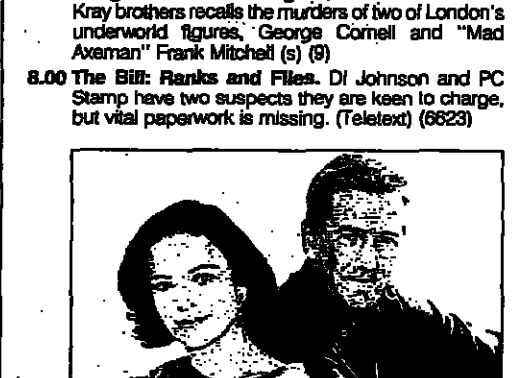 Kray brothers recalls the murders of two of London's
underworld figures, George Cornell and "Mad
Axeman" Frank Mitchell (s) (9)
8.00 The Bill: Ranks and Files. DI Johnson and PC
Stamp have two suspects they are keen to charge,
but vital paperwork is missing. (Teletext) (6623)